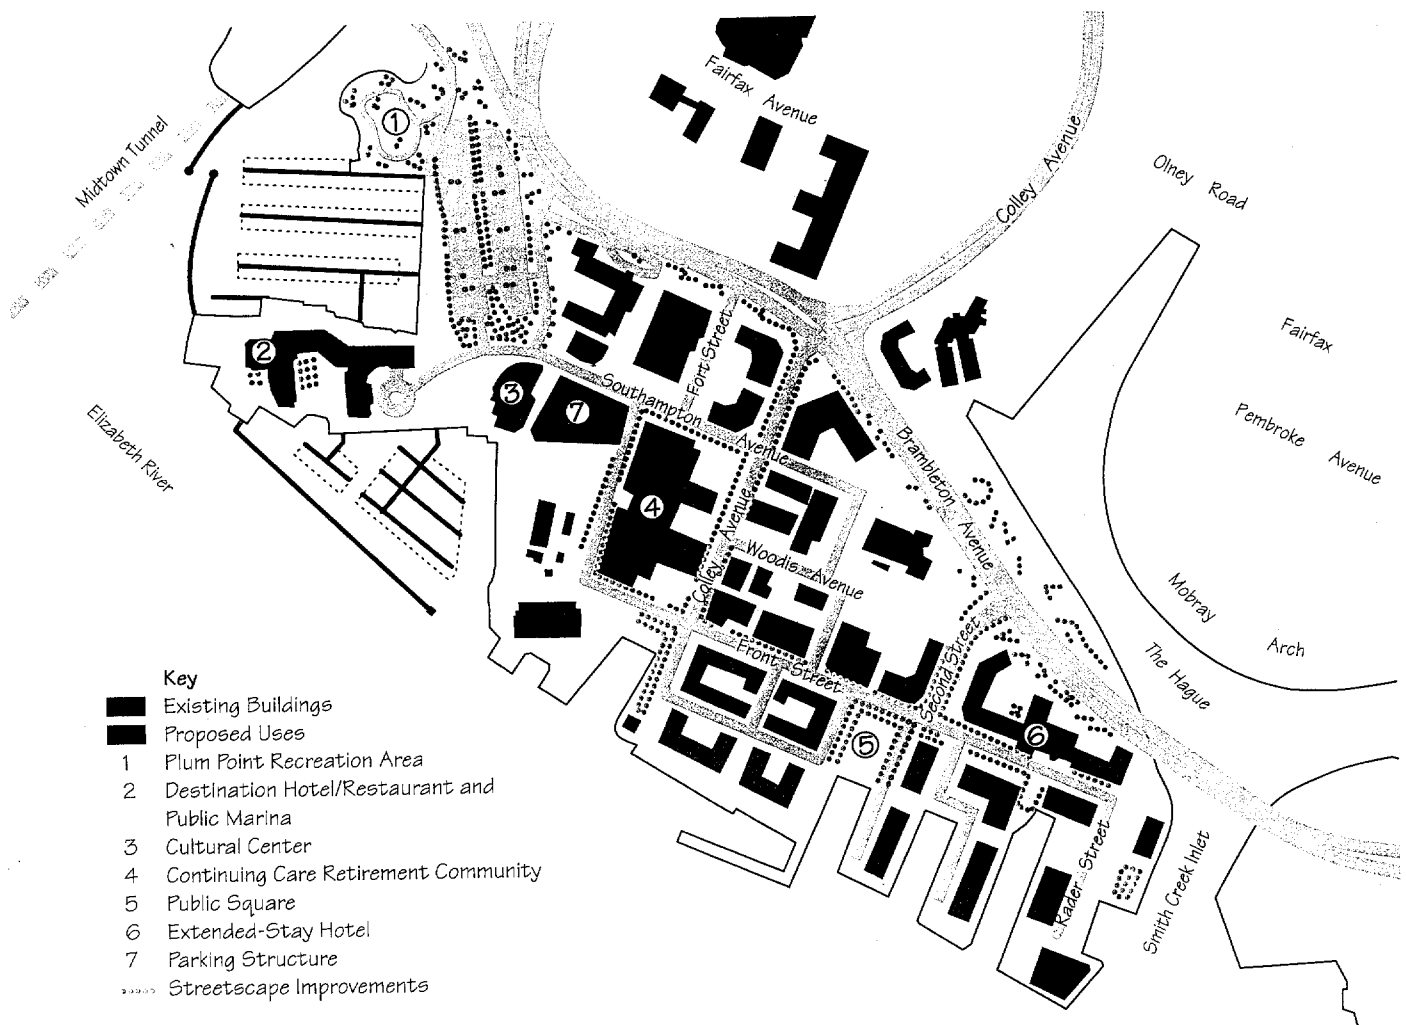 Fairfax Avenue
Midtown Tunnel
1
Colley Avenue
Olney Road
Fairfax
Pembroke Avenue
Fort Street
2
3
7
Southampton Avenue
Elizabeth River
Brambleton Avenue
4
Colley Avenue
Woodis Avenue
Mobray Arch
The Hague
Front Street
Second Street
5
6
Rader Street
Smith Creek Inlet
Key
Existing Buildings
Proposed Uses
1 Plum Point Recreation Area
2 Destination Hotel/Restaurant and
Public Marina
3 Cultural Center
4 Continuing Care Retirement Community
5 Public Square
6 Extended-Stay Hotel
7 Parking Structure
Streetscape Improvements